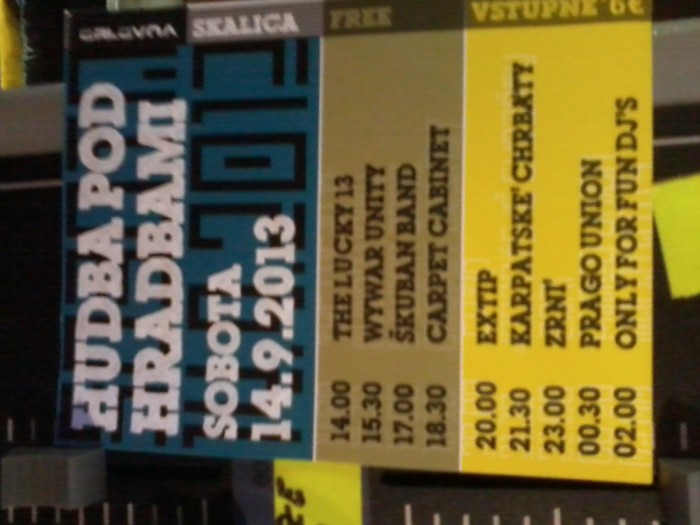 SKALICA
HUDBA POD
HRADBAMI
SOBOTA
14.9.2013
FREE
14.00 THE LUCKY 13
15.30 WYWAR UNITY
17.00 ŠKUBAN BAND
18.30 CARPET CABINET
VSTUPNÉ 6€
20.00 EXTIP
21.30 KARPATSKÉ CHRBÁTY
23.00 ZRNÍ
00.30 PRAGO UNION
02.00 ONLY FOR FUN DJ'S